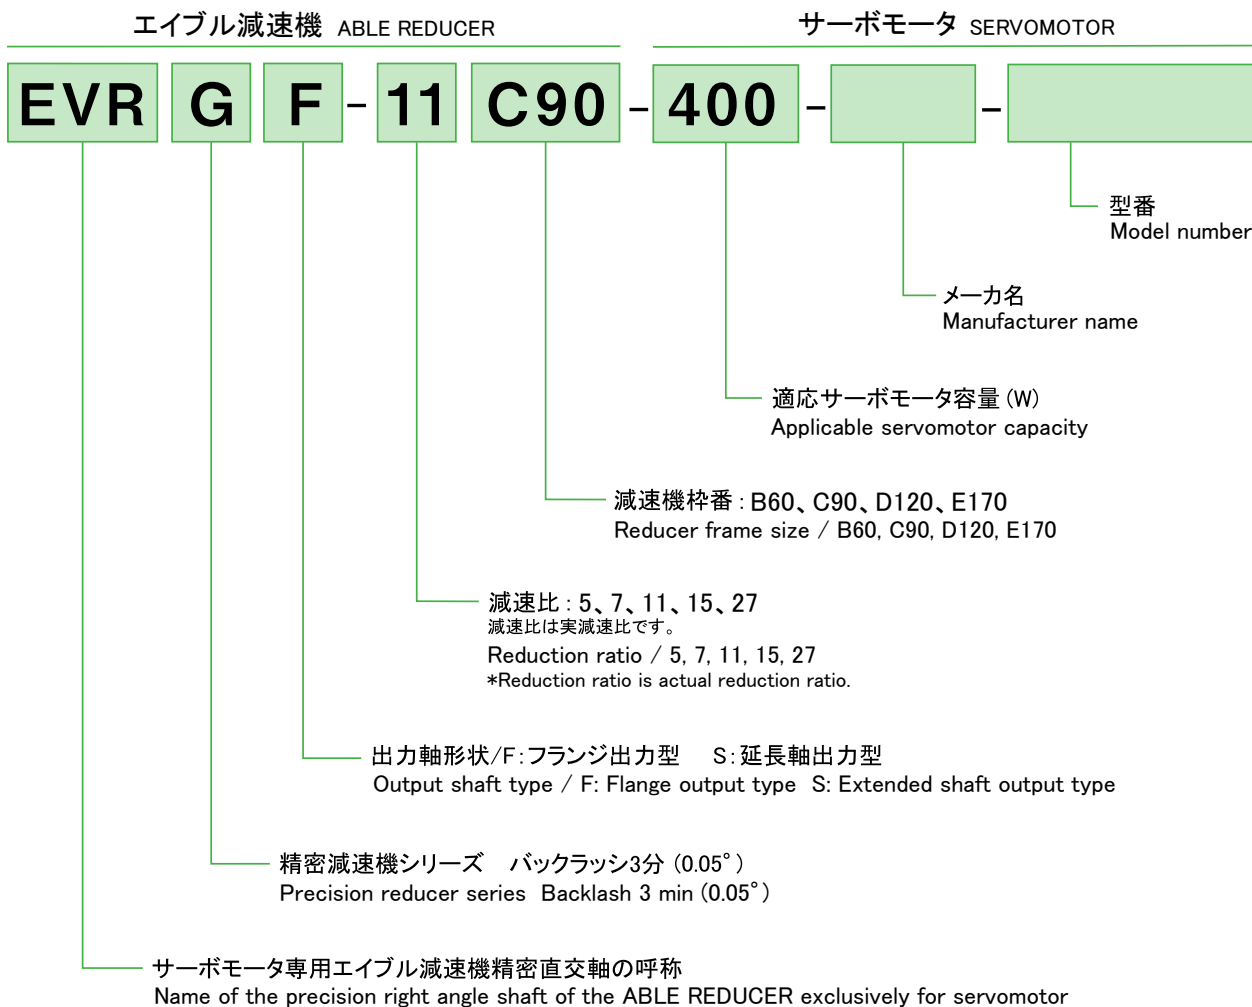 エイブル減速機 ABLE REDUCER
サーボモータ SERVOMOTOR
EVR G F - 11 C90 - 400 - -
型番
Model number
メーカ名
Manufacturer name
適応サーボモータ容量 (W)
Applicable servomotor capacity
減速機枠番 : B60、C90、D120、E170
Reducer frame size / B60, C90, D120, E170
減速比 : 5、7、11、15、27
減速比は実減速比です。
Reduction ratio / 5, 7, 11, 15, 27
*Reduction ratio is actual reduction ratio.
出力軸形状/F:フランジ出力型 S:延長軸出力型
Output shaft type / F: Flange output type S: Extended shaft output type
精密減速機シリーズ バックラッシ3分 (0.05°)
Precision reducer series Backlash 3 min (0.05°)
サーボモータ専用エイブル減速機精密直交軸の呼称
Name of the precision right angle shaft of the ABLE REDUCER exclusively for servomotor